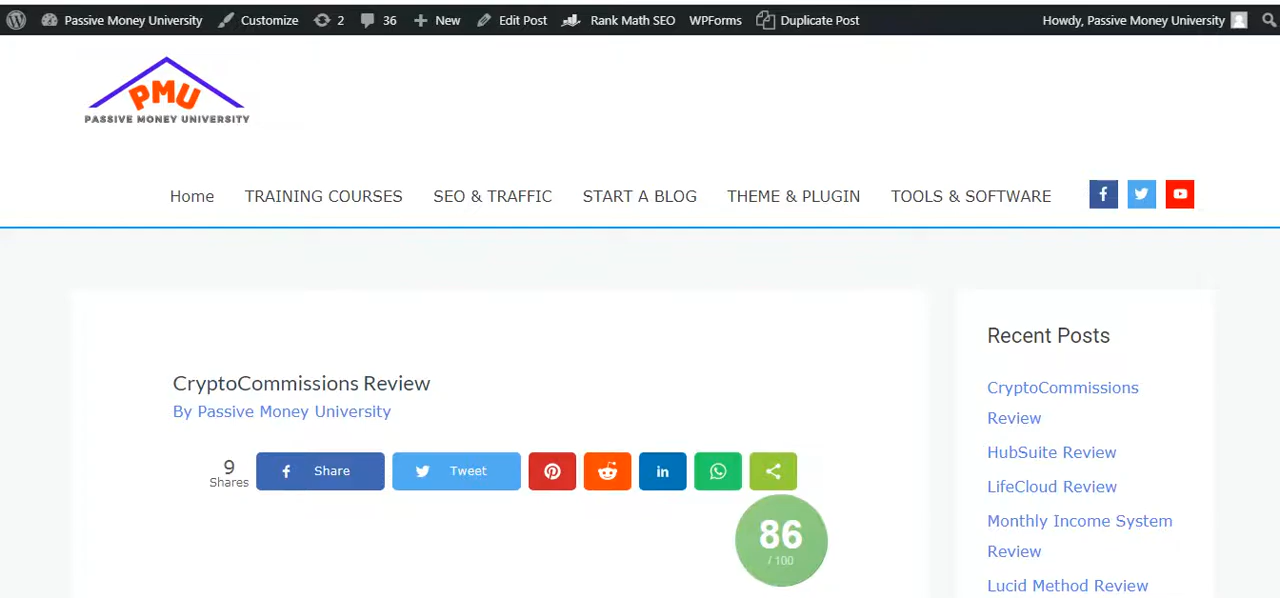 Passive Money University Customize 2 36 New Edit Post Rank Math SEO WPForms Duplicate Post Howdy, Passive Money University
PMU
PASSIVE MONEY UNIVERSITY
Home TRAINING COURSES SEO & TRAFFIC START A BLOG THEME & PLUGIN TOOLS & SOFTWARE
CryptoCommissions Review
By Passive Money University
9
Shares
Share
Tweet
86
/ 100
Recent Posts
CryptoCommissions
Review
HubSuite Review
LifeCloud Review
Monthly Income System
Review
Lucid Method Review